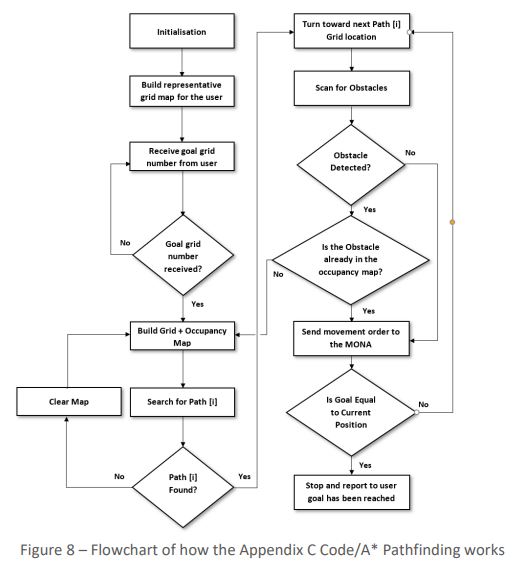 Initialisation
Build representative
grid map for the user
Receive goal grid
number from user
No
Goal grid
number
received?
Yes
Build Grid + Occupancy
Map
Clear Map
Search for Path [i]
No
Path [i]
Found?
Yes
Turn toward next Path [i]
Grid location
Scan for Obstacles
Obstacle
Detected?
No
Yes
Is the Obstacle
already in the
occupancy map?
No
Yes
Send movement order to
the MONA
Is Goal Equal
to Current
Position
No
Yes
Stop and report to user
goal has been reached
Figure 8 – Flowchart of how the Appendix C Code/A* Pathfinding works